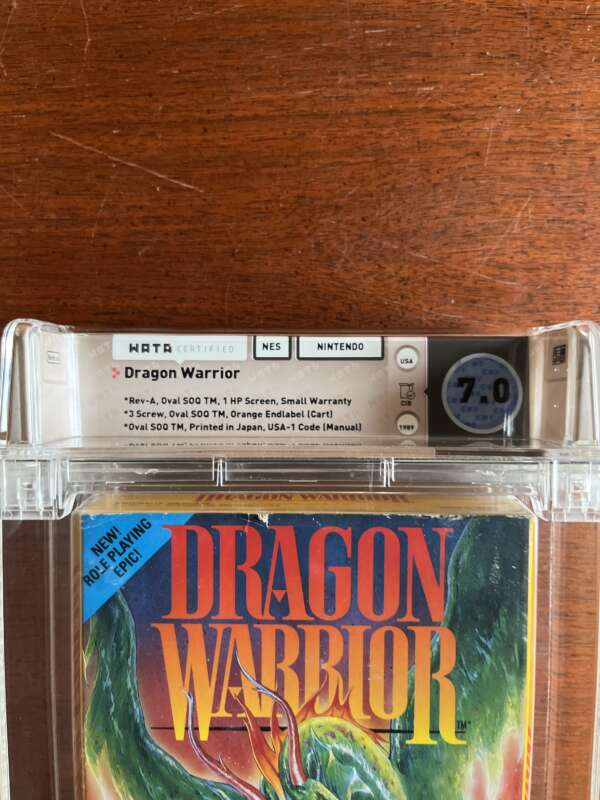 WATA CERTIFIED
NES
NINTENDO
Dragon Warrior
*Rev-A, Oval SOQ TM, 1 HP Screen, Small Warranty
*3 Screw, Oval SOQ TM, Orange Endlabel (Cart)
*Oval SOQ TM, Printed in Japan, USA-1 Code (Manual)
USA
CIB
1989
7.0
DRAGON WARRIOR
NEW!
ROLE PLAYING
EPIC!
DRAGON
WARRIOR
TM